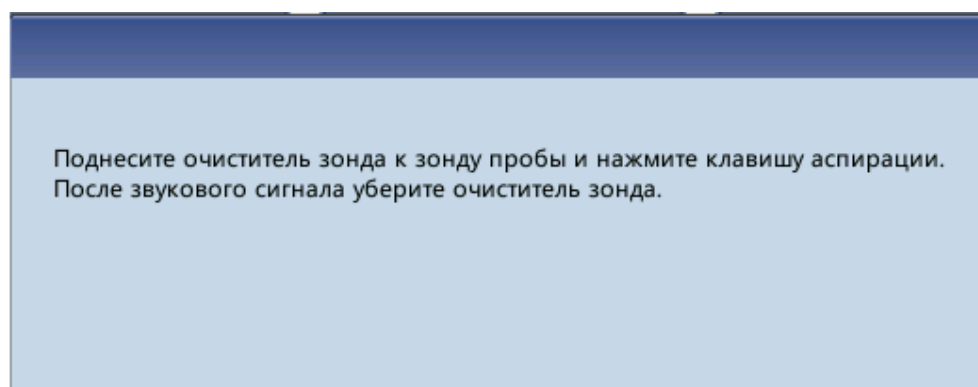 Поднесите очиститель зонда к зонду пробы и нажмите клавишу аспирации.
После звукового сигнала уберите очиститель зонда.